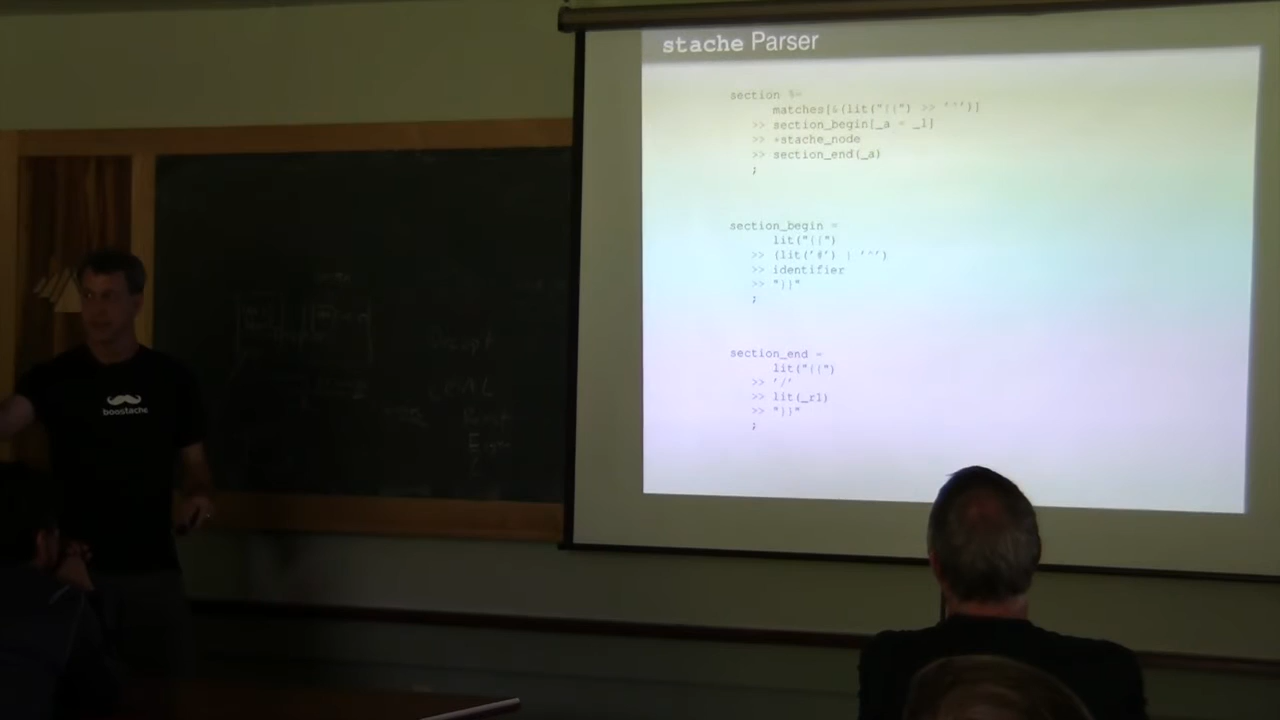 stache Parser
section %=
matches[&(lit("{{") >> '^')]
>> section_begin[_a = _1]
>> *stache_node
>> section_end(_a)
;
section_begin =
lit("{{")
>> (lit('#') | '^')
>> identifier
>> "}}"
;
section_end =
lit("{{")
>> '/'
>> lit(_r1)
>> "}}"
;
boostache